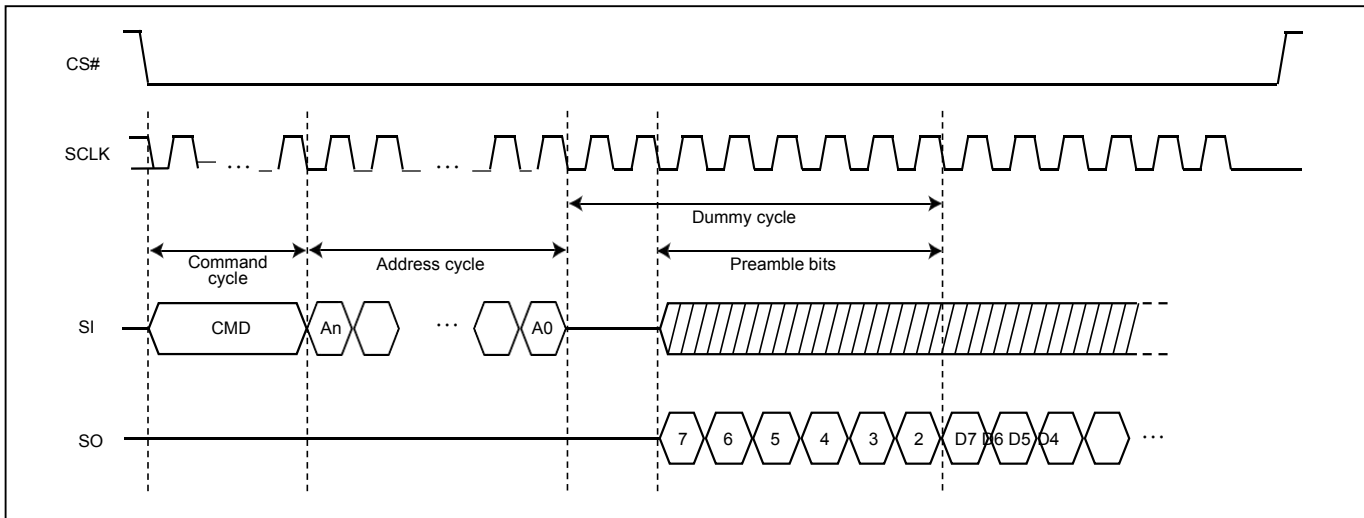 CS#
SCLK
... ...
Dummy cycle
Command cycle
Address cycle
Preamble bits
SI
CMD
An
...
A0
SO
7 6 5 4 3 2 D7 D6 D5 D4 ...